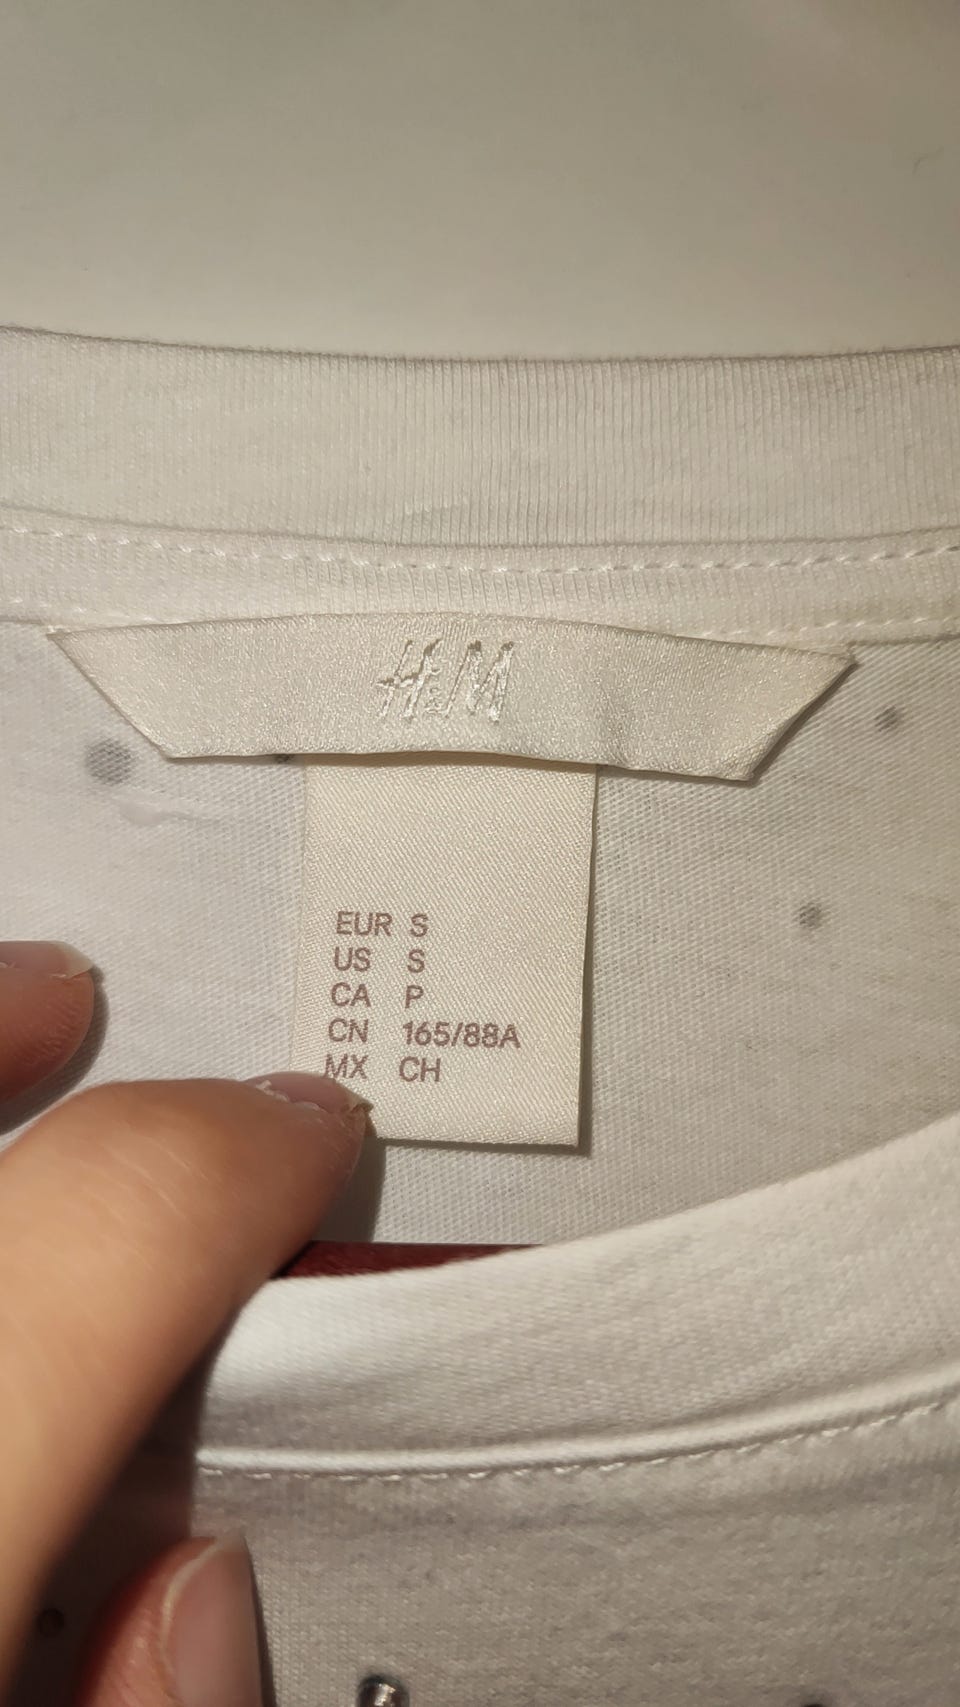 H&M
EUR S
US S
CA P
CN 165/88A
MX CH